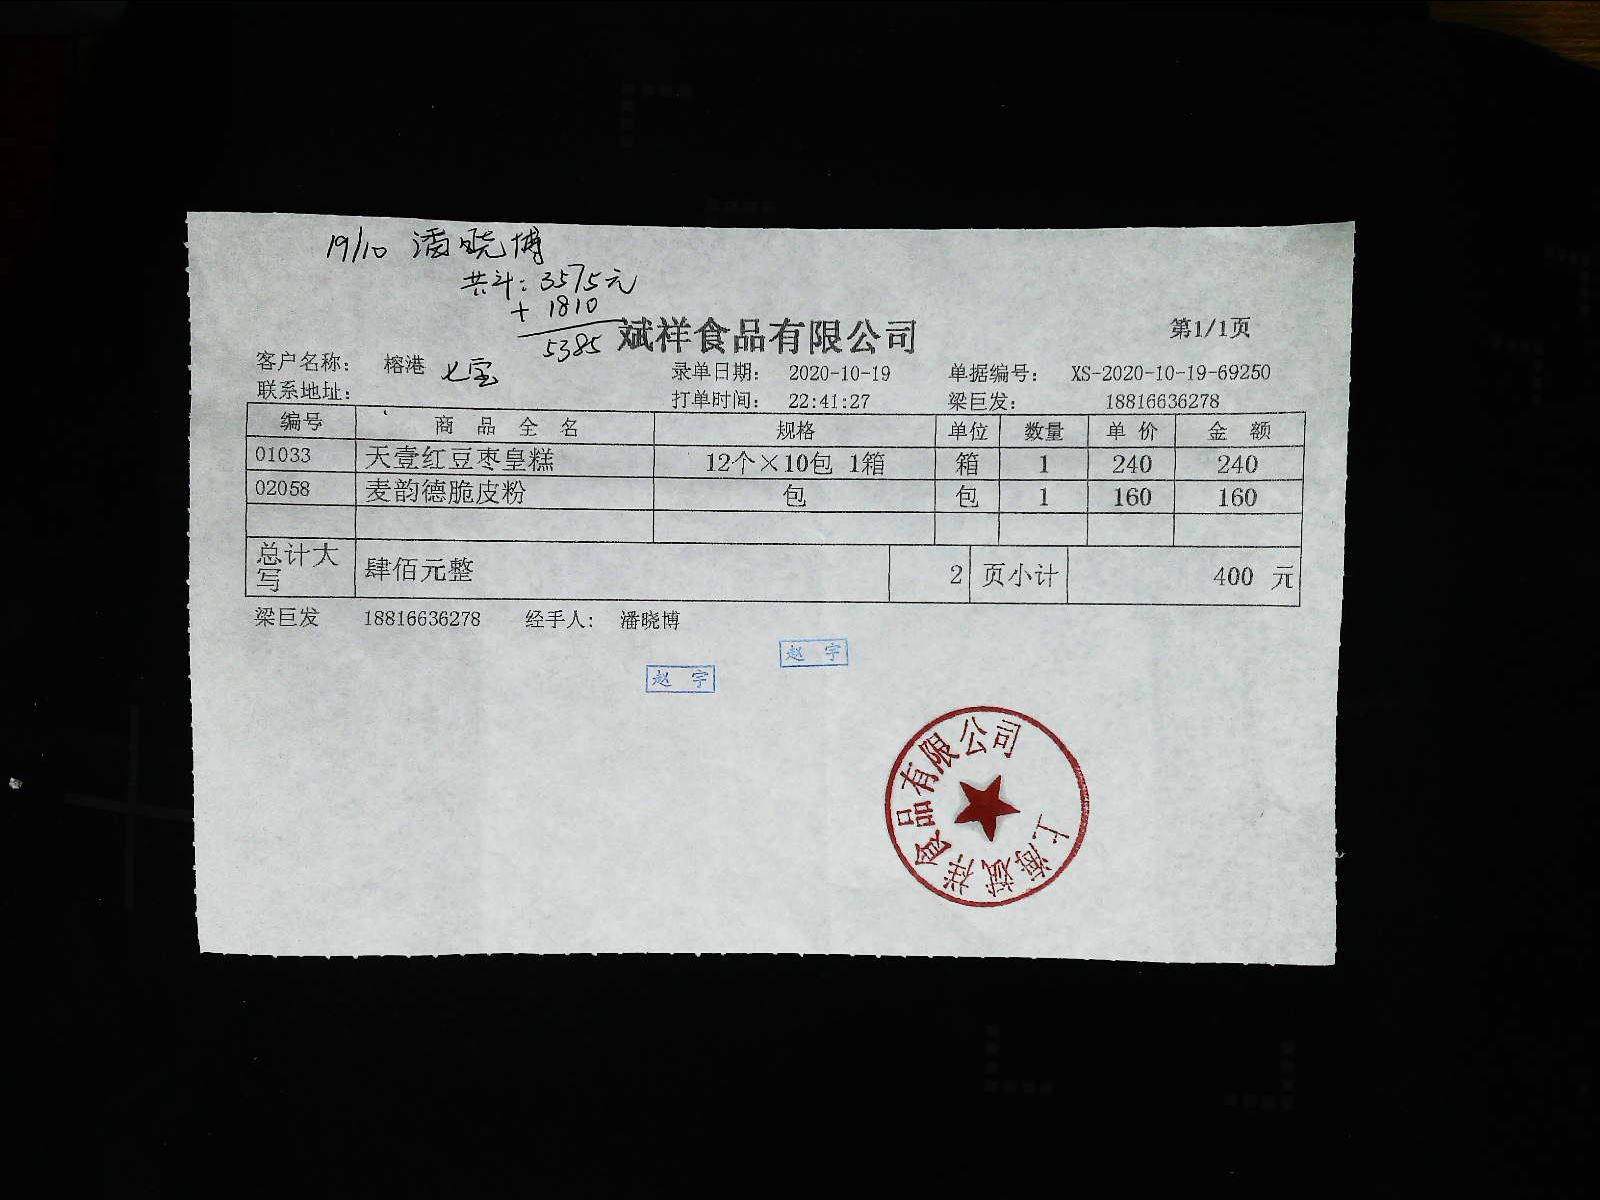 19/10 潘晓博
共计：3575元
+ 1810
5385
斌祥食品有限公司
第1/1页
客户名称： 榕港 七宝 录单日期： 2020-10-19 单据编号： XS-2020-10-19-69250
联系地址： 打单时间： 22:41:27 梁巨发： 18816636278
编号 商 品 全 名 规格 单位 数量 单 价 金 额
01033 天壹红豆枣皇糕 12个×10包 1箱 箱 1 240 240
02058 麦韵德脆皮粉 包 包 1 160 160
总计大写 肆佰元整 2 页小计 400 元
梁巨发 18816636278 经手人： 潘晓博
赵 宇
赵 宇
上海斌祥食品有限公司